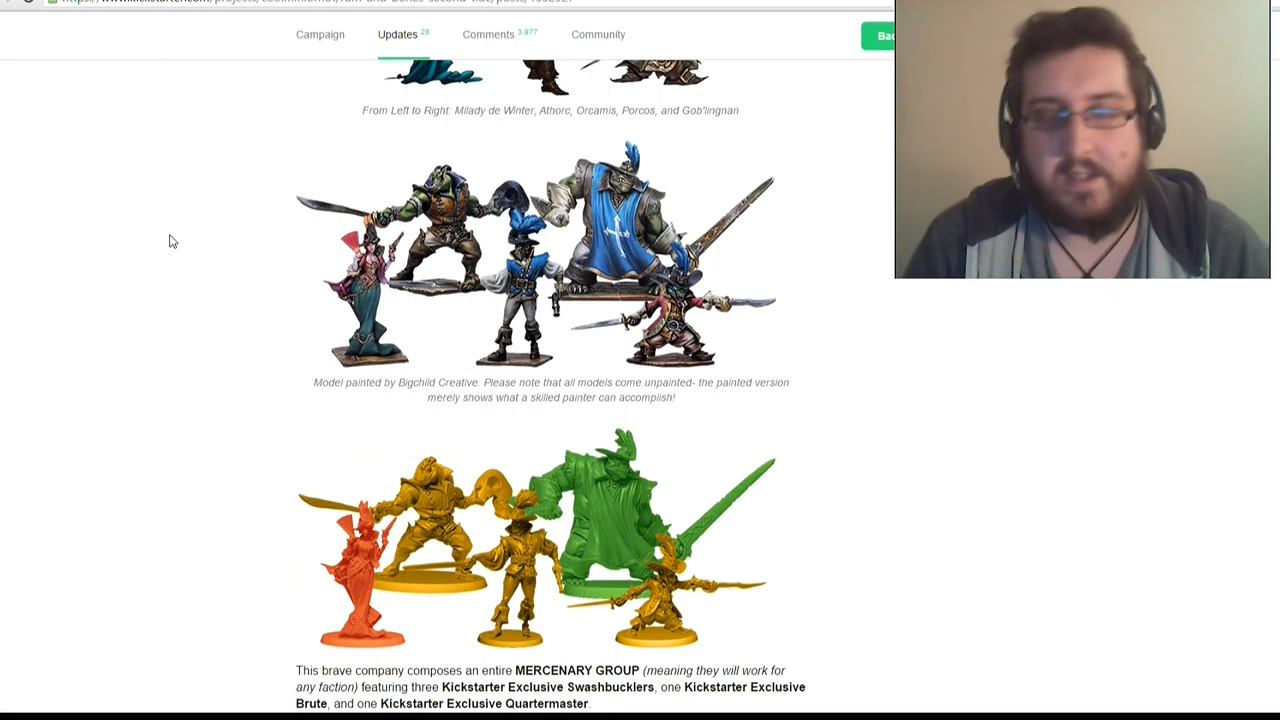 Campaign
Updates 28
Comments 3,977
Community
From Left to Right: Milady de Winter, Athorc, Orcamis, Porcos, and Gob'lingnan
Model painted by Bigchild Creative. Please note that all models come unpainted- the painted version
merely shows what a skilled painter can accomplish!
This brave company composes an entire MERCENARY GROUP (meaning they will work for
any faction) featuring three Kickstarter Exclusive Swashbucklers, one Kickstarter Exclusive
Brute, and one Kickstarter Exclusive Quartermaster.